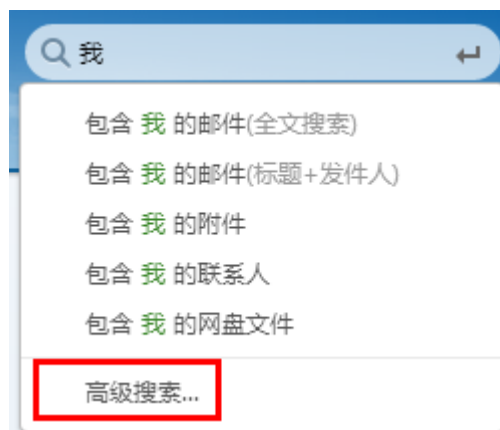 我
包含 我 的邮件(全文搜索)
包含 我 的邮件(标题+发件人)
包含 我 的附件
包含 我 的联系人
包含 我 的网盘文件
高级搜索...